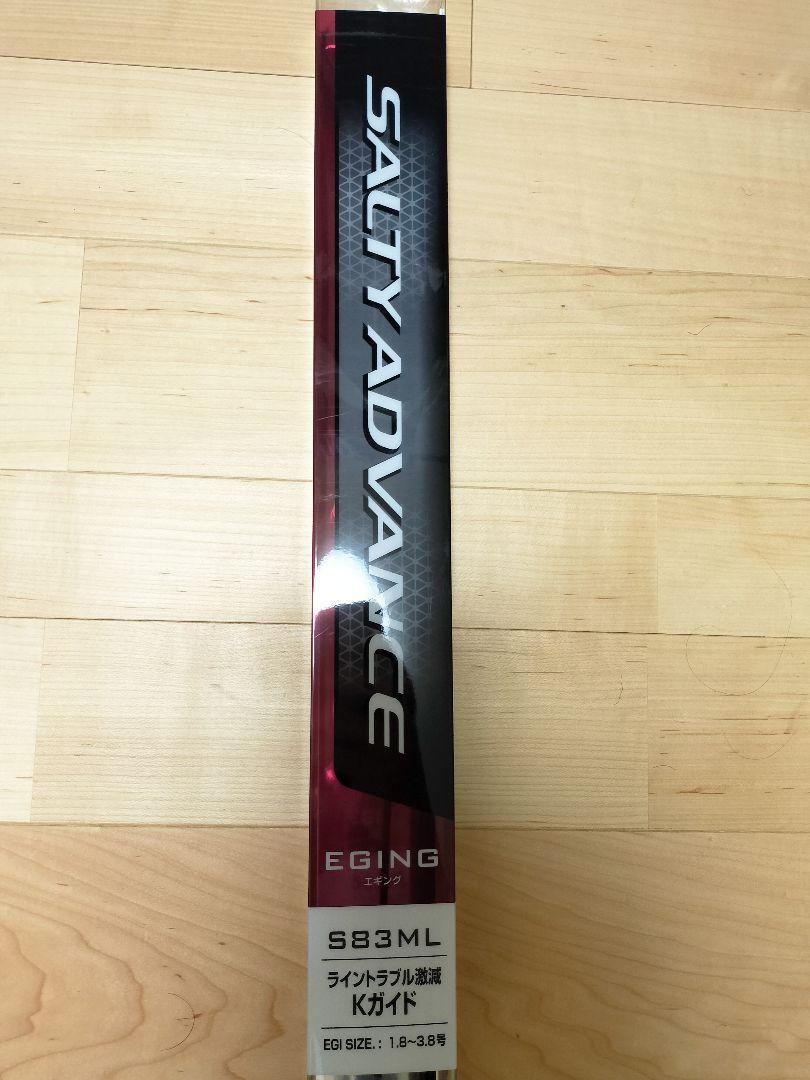 SALTY ADVANCE
EGING
エギング
S83ML
ライントラブル激減
Kガイド
EGI SIZE.: 1.8～3.8号